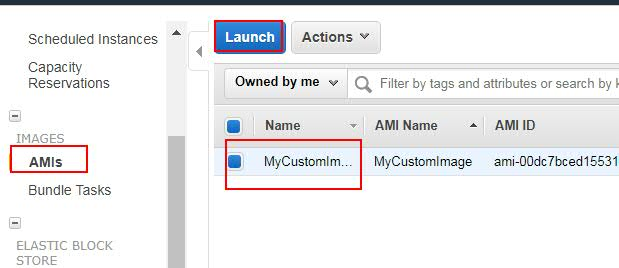 Scheduled Instances
Capacity
Reservations
IMAGES
AMIs
Bundle Tasks
ELASTIC BLOCK
STORE
Launch
Actions
Owned by me
Filter by tags and attributes or search by k
Name
AMI Name
AMI ID
MyCustomIm...
MyCustomImage
ami-00dc7bced15531